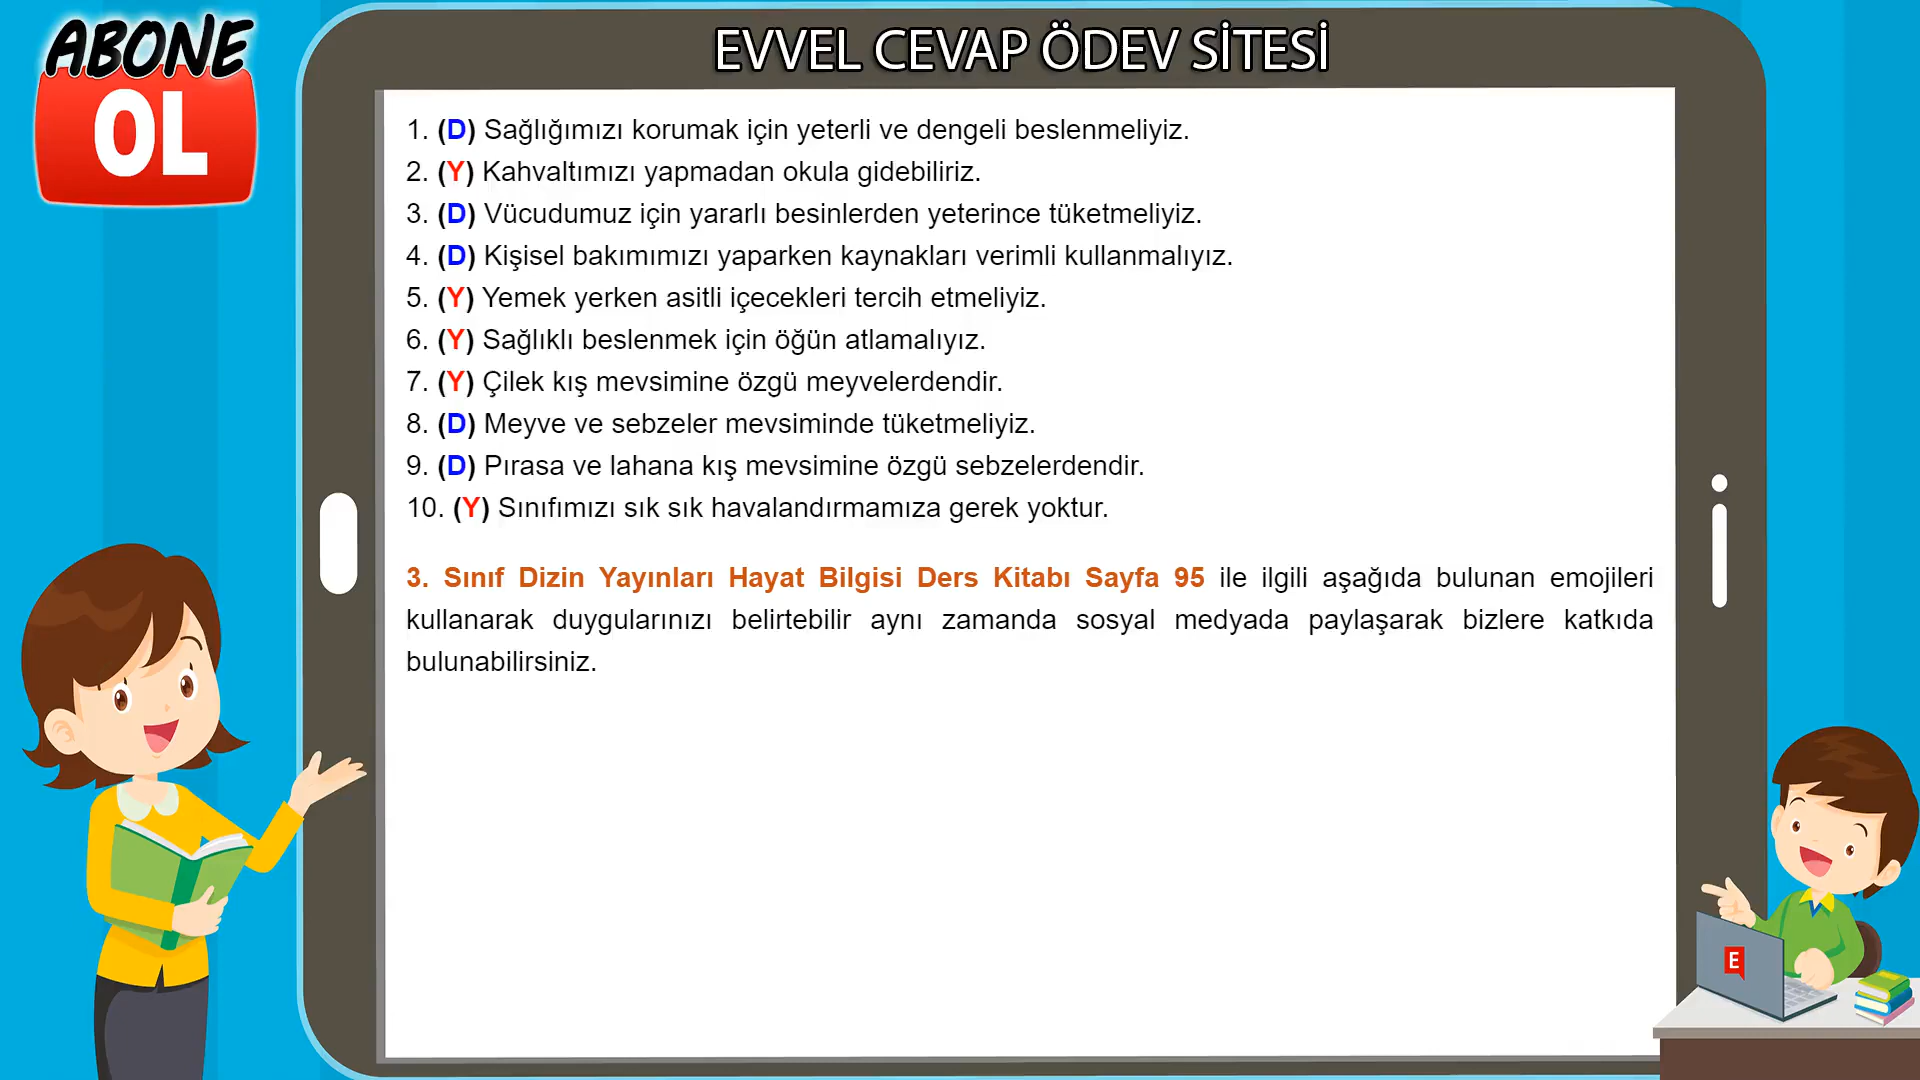 ABONE
OL
EVVEL CEVAP ÖDEV SİTESİ
1. (D) Sağlığımızı korumak için yeterli ve dengeli beslenmeliyiz.
2. (Y) Kahvaltımızı yapmadan okula gidebiliriz.
3. (D) Vücudumuz için yararlı besinlerden yeterince tüketmeliyiz.
4. (D) Kişisel bakımımızı yaparken kaynakları verimli kullanmalıyız.
5. (Y) Yemek yerken asitli içecekleri tercih etmeliyiz.
6. (Y) Sağlıklı beslenmek için öğün atlamalıyız.
7. (Y) Çilek kış mevsimine özgü meyvelerdendir.
8. (D) Meyve ve sebzeler mevsiminde tüketmeliyiz.
9. (D) Pırasa ve lahana kış mevsimine özgü sebzelerdendir.
10. (Y) Sınıfımızı sık sık havalandırmamıza gerek yoktur.
3. Sınıf Dizin Yayınları Hayat Bilgisi Ders Kitabı Sayfa 95 ile ilgili aşağıda bulunan emojileri
kullanarak duygularınızı belirtebilir aynı zamanda sosyal medyada paylaşarak bizlere katkıda
bulunabilirsiniz.
E